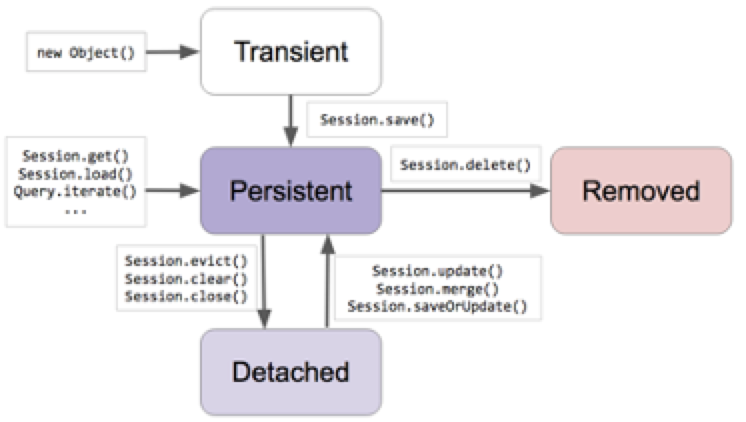 new Object()
Transient
Session.save()
Session.get()
Session.load()
Query.iterate()
...
Persistent
Session.delete()
Removed
Session.evict()
Session.clear()
Session.close()
Session.update()
Session.merge()
Session.saveOrUpdate()
Detached